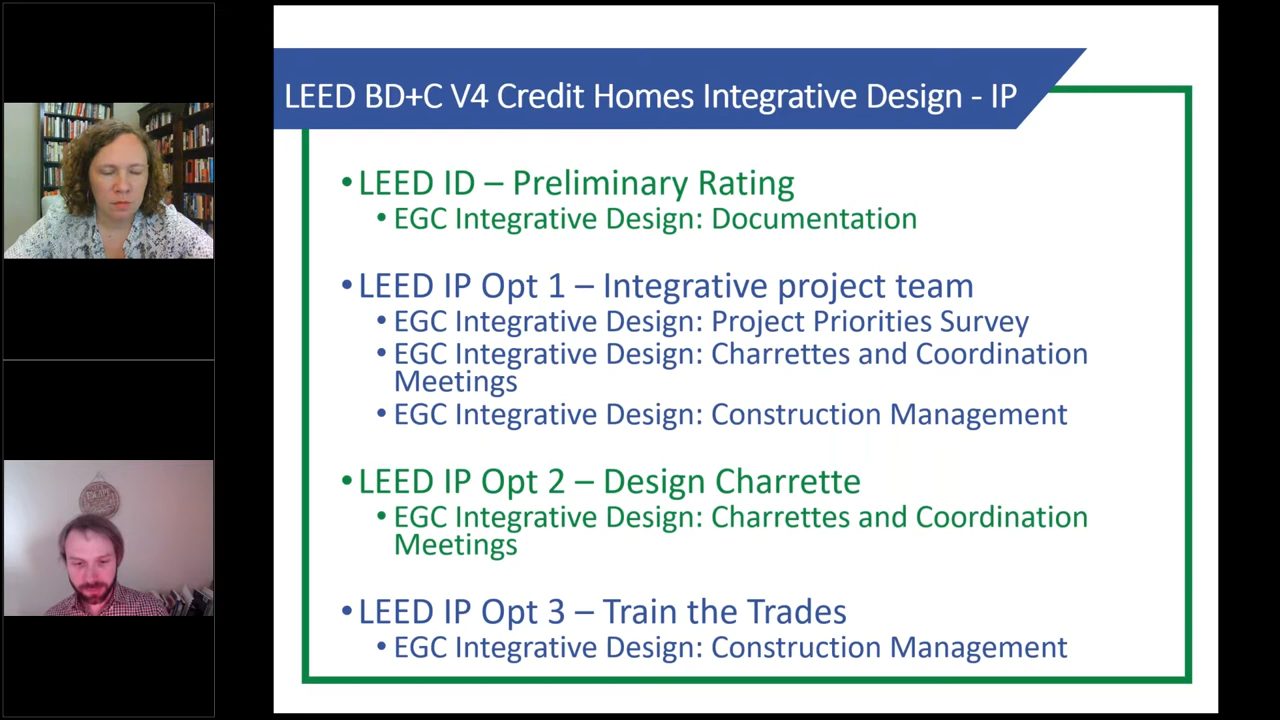 LEED BD+C V4 Credit Homes Integrative Design - IP
•LEED ID – Preliminary Rating
• EGC Integrative Design: Documentation
•LEED IP Opt 1 – Integrative project team
• EGC Integrative Design: Project Priorities Survey
• EGC Integrative Design: Charrettes and Coordination
Meetings
• EGC Integrative Design: Construction Management
•LEED IP Opt 2 – Design Charrette
• EGC Integrative Design: Charrettes and Coordination
Meetings
•LEED IP Opt 3 – Train the Trades
• EGC Integrative Design: Construction Management